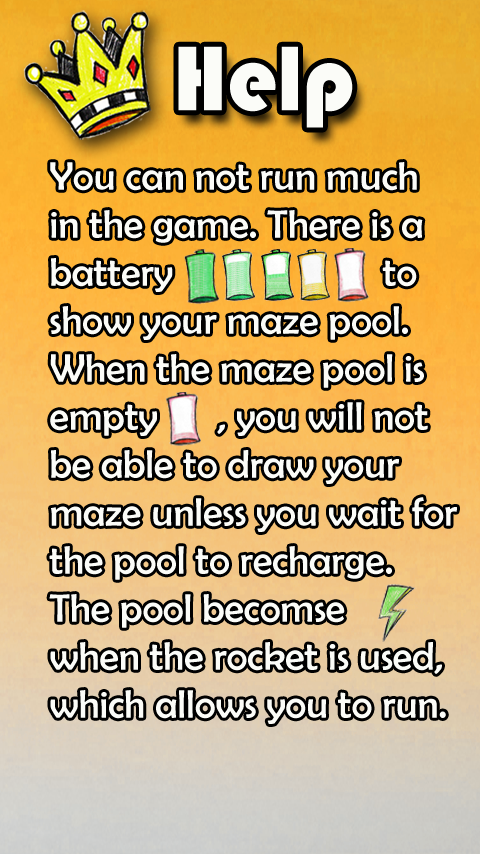 Help
You can not run much
in the game. There is a
battery to
show your maze pool.
When the maze pool is
empty , you will not
be able to draw your
maze unless you wait for
the pool to recharge.
The pool becomse
when the rocket is used,
which allows you to run.